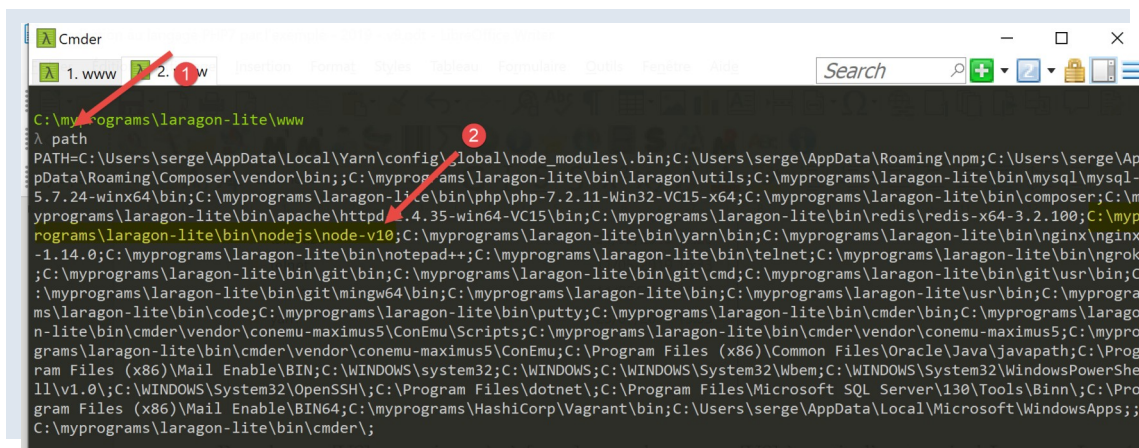 Cmder
1. www
2. www
Search
1
2
C:\myprograms\laragon-lite\www
λ path
PATH=C:\Users\serge\AppData\Local\Yarn\config\global\node_modules\.bin;C:\Users\serge\AppData\Roaming\npm;C:\Users\serge\Ap
pData\Roaming\Composer\vendor\bin;;C:\myprograms\laragon-lite\bin\laragon\utils;C:\myprograms\laragon-lite\bin\mysql\mysql-
5.7.24-winx64\bin;C:\myprograms\laragon-lite\bin\php\php-7.2.11-Win32-VC15-x64;C:\myprograms\laragon-lite\bin\composer;C:\m
yprograms\laragon-lite\bin\apache\httpd-2.4.35-win64-VC15\bin;C:\myprograms\laragon-lite\bin\redis\redis-x64-3.2.100;C:\myp
rograms\laragon-lite\bin\nodejs\node-v10;C:\myprograms\laragon-lite\bin\yarn\bin;C:\myprograms\laragon-lite\bin\nginx\nginx
-1.14.0;C:\myprograms\laragon-lite\bin\notepad++;C:\myprograms\laragon-lite\bin\telnet;C:\myprograms\laragon-lite\bin\ngrok
;C:\myprograms\laragon-lite\bin\git\bin;C:\myprograms\laragon-lite\bin\git\cmd;C:\myprograms\laragon-lite\bin\git\usr\bin;C
:\myprograms\laragon-lite\bin\git\mingw64\bin;C:\myprograms\laragon-lite\bin;C:\myprograms\laragon-lite\usr\bin;C:\myprogra
ms\laragon-lite\bin\code;C:\myprograms\laragon-lite\bin\putty;C:\myprograms\laragon-lite\bin\cmder\bin;C:\myprograms\larago
n-lite\bin\cmder\vendor\conemu-maximus5\ConEmu\Scripts;C:\myprograms\laragon-lite\bin\cmder\vendor\conemu-maximus5;C:\mypro
grams\laragon-lite\bin\cmder\vendor\conemu-maximus5\ConEmu;C:\Program Files (x86)\Common Files\Oracle\Java\javapath;C:\Prog
ram Files (x86)\Mail Enable\BIN;C:\WINDOWS\system32;C:\WINDOWS;C:\WINDOWS\System32\Wbem;C:\WINDOWS\System32\WindowsPowerShe
ll\v1.0\;C:\WINDOWS\System32\OpenSSH\;C:\Program Files\dotnet\;C:\Program Files\Microsoft SQL Server\130\Tools\Binn\;C:\Pro
gram Files (x86)\Mail Enable\BIN64;C:\myprograms\HashiCorp\Vagrant\bin;C:\Users\serge\AppData\Local\Microsoft\WindowsApps;;
C:\myprograms\laragon-lite\bin\cmder\;